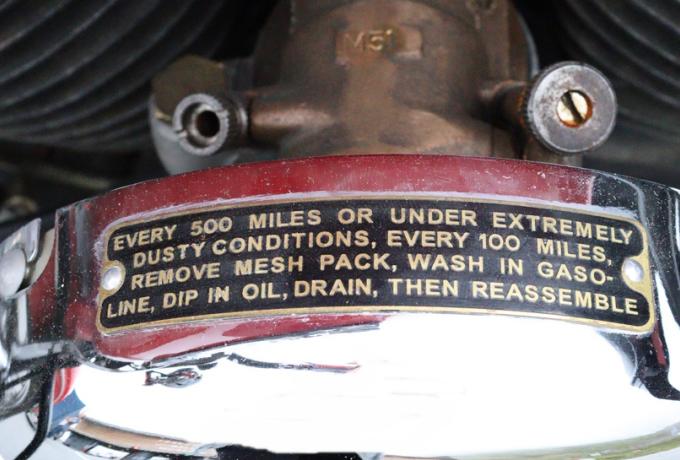 M5
EVERY 500 MILES OR UNDER EXTREMELY
DUSTY CONDITIONS, EVERY 100 MILES,
REMOVE MESH PACK, WASH IN GASO-
LINE, DIP IN OIL, DRAIN, THEN REASSEMBLE